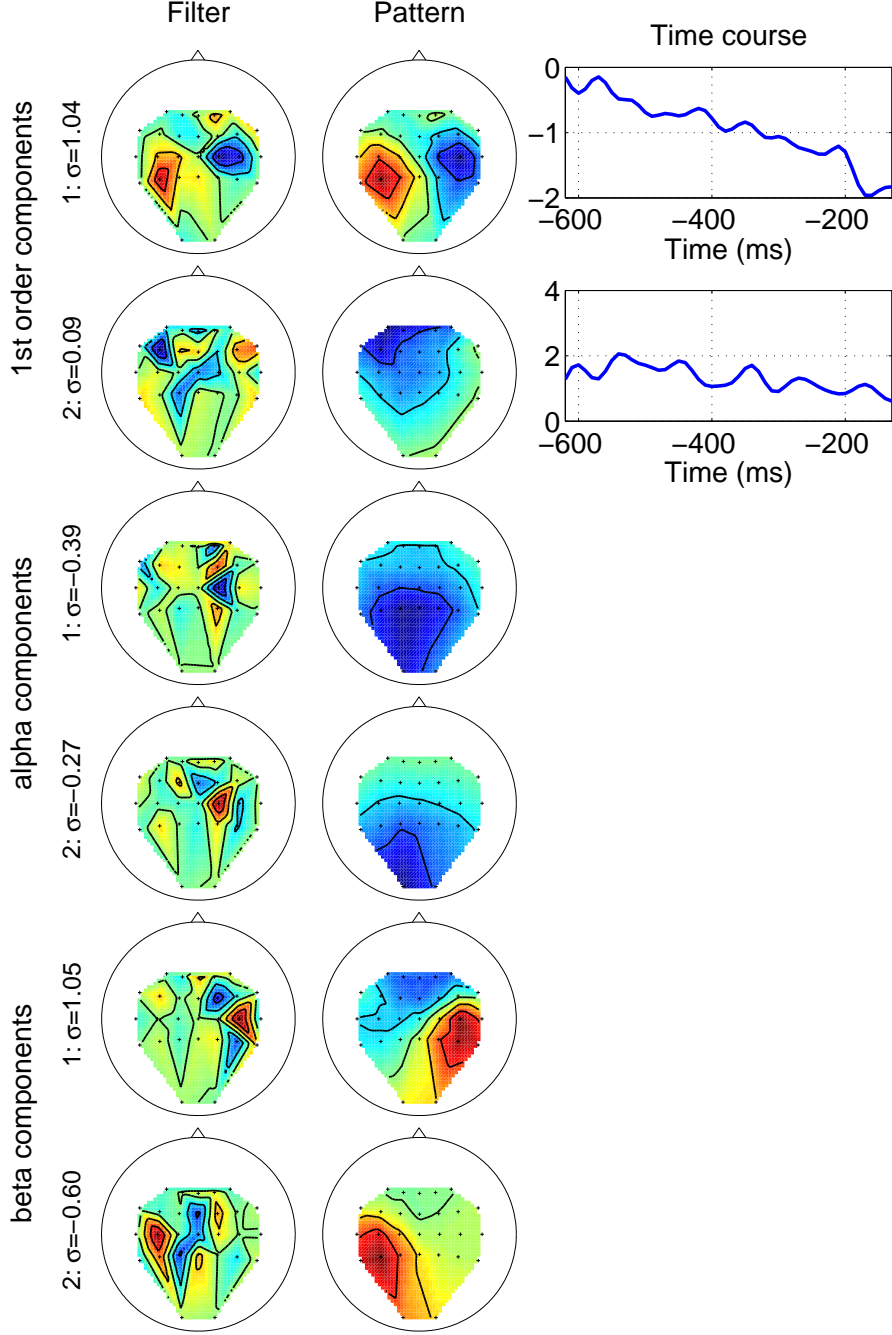 Filter
Pattern
Time course
1st order components
1: σ=1.04
0
−1
−2
−600
−400
−200
Time (ms)
2: σ=0.09
4
2
0
−600
−400
−200
Time (ms)
alpha components
1: σ=−0.39
2: σ=−0.27
beta components
1: σ=1.05
2: σ=−0.60